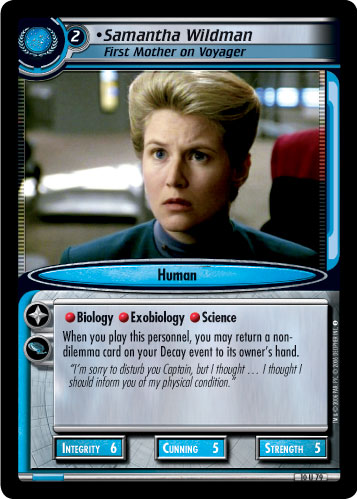 2
•Samantha Wildman
First Mother on Voyager
Human
Biology Exobiology Science
When you play this personnel, you may return a non-
dilemma card on your Decay event to its owner's hand.
"I'm sorry to disturb you Captain, but I thought … I thought I
should inform you of my physical condition."
INTEGRITY 6 CUNNING 5 STRENGTH 5
10 U 79